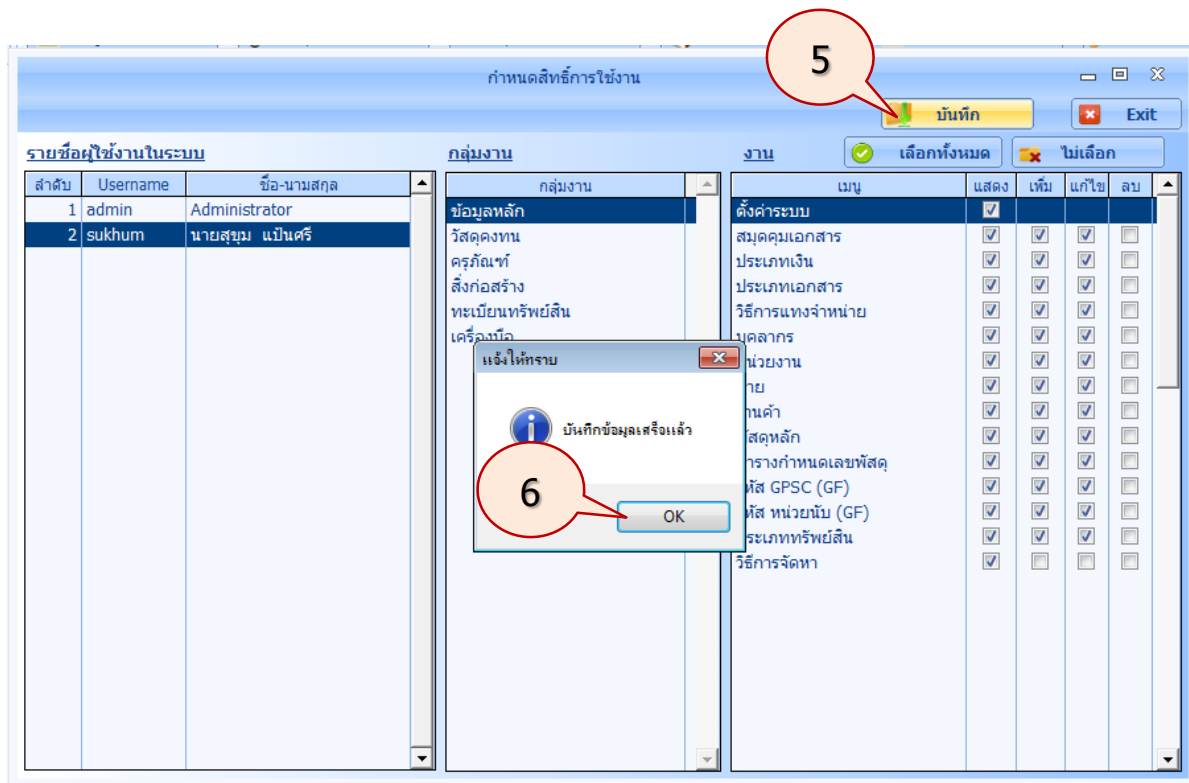 5
กำหนดสิทธิ์การใช้งาน
บันทึก Exit
รายชื่อผู้ใช้งานในระบบ กลุ่มงาน งาน เลือกทั้งหมด ไม่เลือก
ลำดับ Username ชื่อ-นามสกุล กลุ่มงาน เมนู แสดง เพิ่ม แก้ไข ลบ
1 admin Administrator ข้อมูลหลัก ตั้งค่าระบบ
2 sukhum นายสุขุม แป้นศรี วัสดุคงทน สมุดคุมเอกสาร
ครุภัณฑ์ ประเภทเงิน
สิ่งก่อสร้าง ประเภทเอกสาร
ทะเบียนทรัพย์สิน วิธีการแทงจำหน่าย
เครื่องมือ บุคลากร
แจ้งให้ทราบ
บันทึกข้อมูลเสร็จแล้ว
6
OK
ตารางกำหนดเลขพัสดุ
รหัส GPSC (GF)
รหัส หน่วยนับ (GF)
ประเภททรัพย์สิน
วิธีการจัดหา